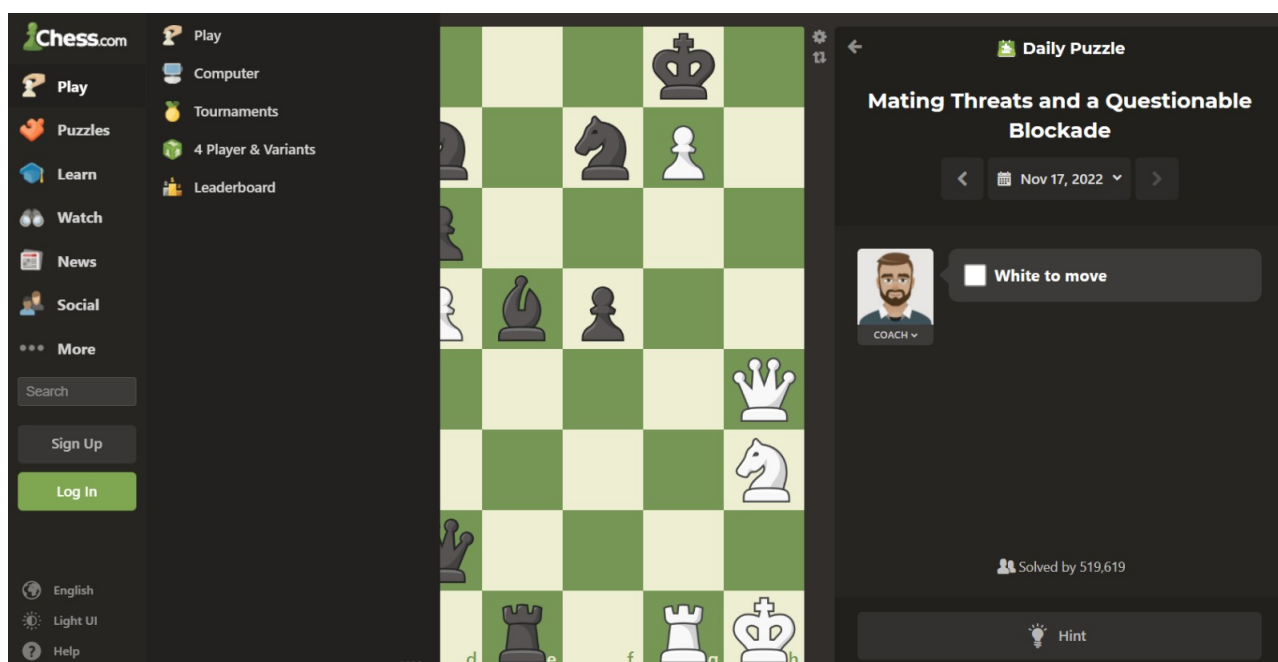 Chess.com
Play
Puzzles
Learn
Watch
News
Social
More
Search
Sign Up
Log In
English
Light UI
Help
Play
Computer
Tournaments
4 Player & Variants
Leaderboard
d
e
f
g
h
Daily Puzzle
Mating Threats and a Questionable
Blockade
Nov 17, 2022
White to move
COACH
Solved by 519,619
Hint